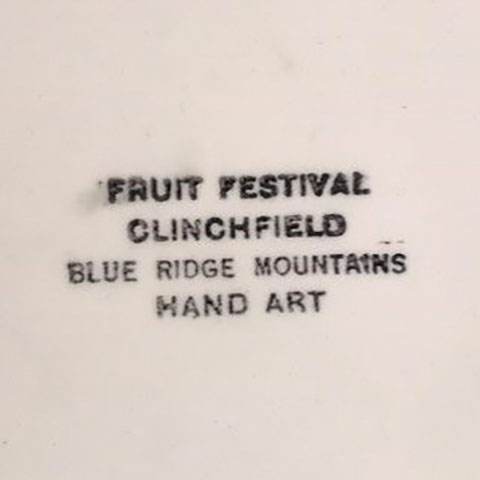 FRUIT FESTIVAL
CLINCHFIELD
BLUE RIDGE MOUNTAINS
HAND ART